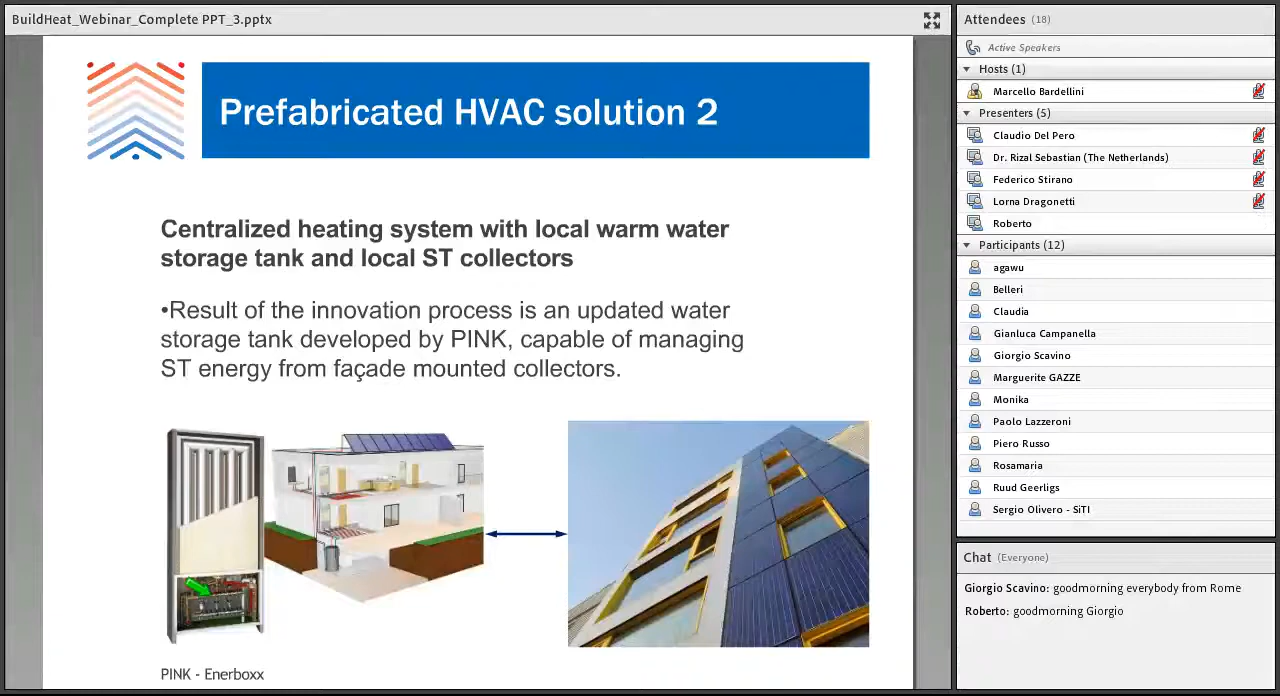 BuildHeat_Webinar_Complete PPT_3.pptx
Prefabricated HVAC solution 2
Centralized heating system with local warm water
storage tank and local ST collectors
•Result of the innovation process is an updated water
storage tank developed by PINK, capable of managing
ST energy from façade mounted collectors.
PINK - Enerboxx
Attendees (18)
Active Speakers
Hosts (1)
Marcello Bardellini
Presenters (5)
Claudio Del Pero
Dr. Rizal Sebastian (The Netherlands)
Federico Stirano
Lorna Dragonetti
Roberto
Participants (12)
agawu
Belleri
Claudia
Gianluca Campanella
Giorgio Scavino
Marguerite GAZZE
Monika
Paolo Lazzeroni
Piero Russo
Rosamaria
Ruud Geerligs
Sergio Olivero - SiTI
Chat (Everyone)
Giorgio Scavino: goodmorning everybody from Rome
Roberto: goodmorning Giorgio